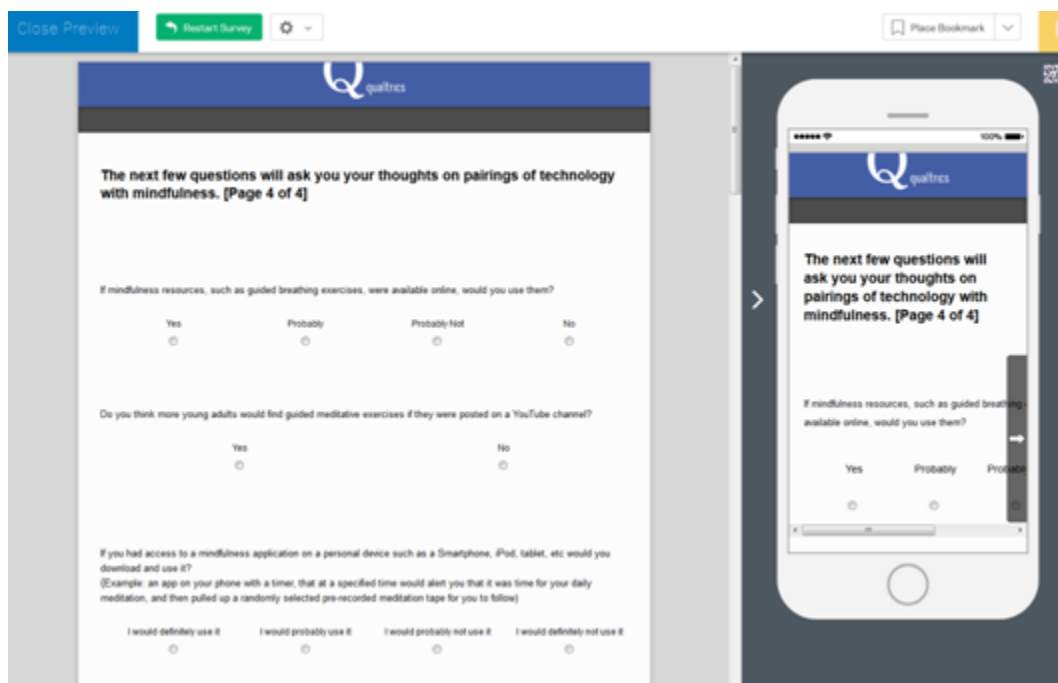 Close Preview
Restart Survey
Place Bookmark
Q qualtrics
The next few questions will ask you your thoughts on pairings of technology
with mindfulness. [Page 4 of 4]
If mindfulness resources, such as guided breathing exercises, were available online, would you use them?
Yes Probably Probably Not No
Do you think more young adults would find guided meditative exercises if they were posted on a YouTube channel?
Yes No
If you had access to a mindfulness application on a personal device such as a Smartphone, iPod, tablet, etc would you
download and use it?
(Example: an app on your phone with a timer, that at a specified time would alert you that it was time for your daily
meditation, and then pulled up a randomly selected pre-recorded meditation tape for you to follow)
I would definitely use it I would probably use it I would probably not use it I would definitely not use it
100%
Q qualtrics
The next few questions will
ask you your thoughts on
pairings of technology with
mindfulness. [Page 4 of 4]
If mindfulness resources, such as guided breathing
available online, would you use them?
Yes Probably